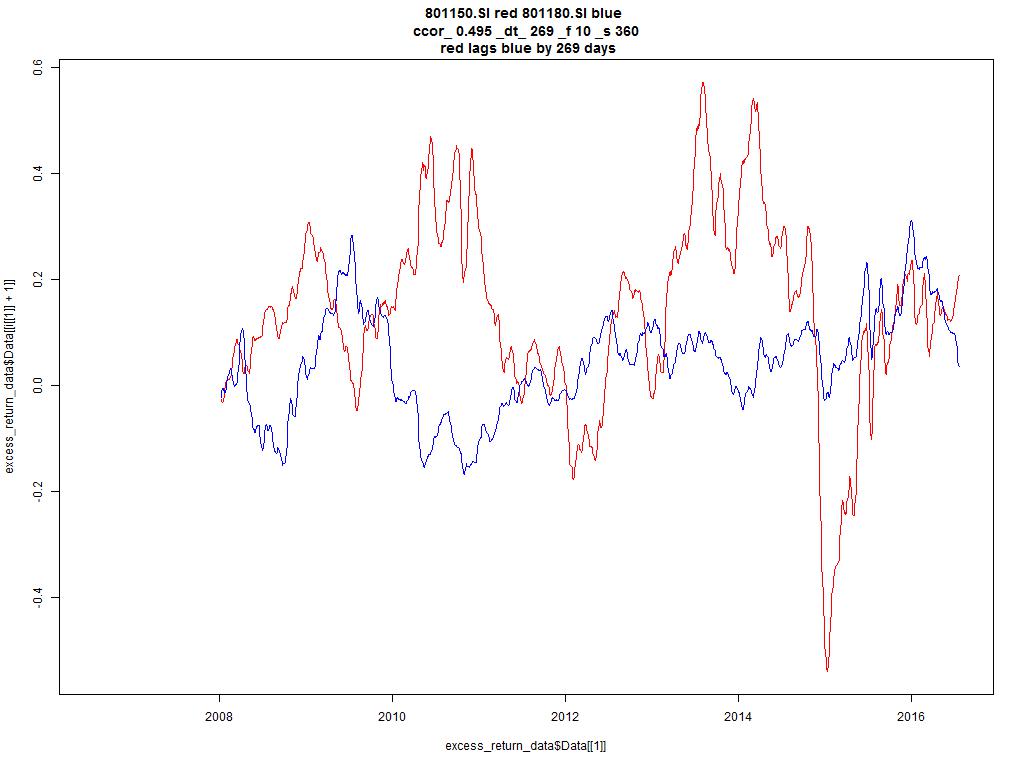 801150.SI red 801180.SI blue
ccor_ 0.495 _dt_ 269 _f 10 _s 360
red lags blue by 269 days
0.6
0.4
0.2
0.0
-0.2
-0.4
excess_return_data$Data[[i[1] + 1]]
2008 2010 2012 2014 2016
excess_return_data$Data[[1]]